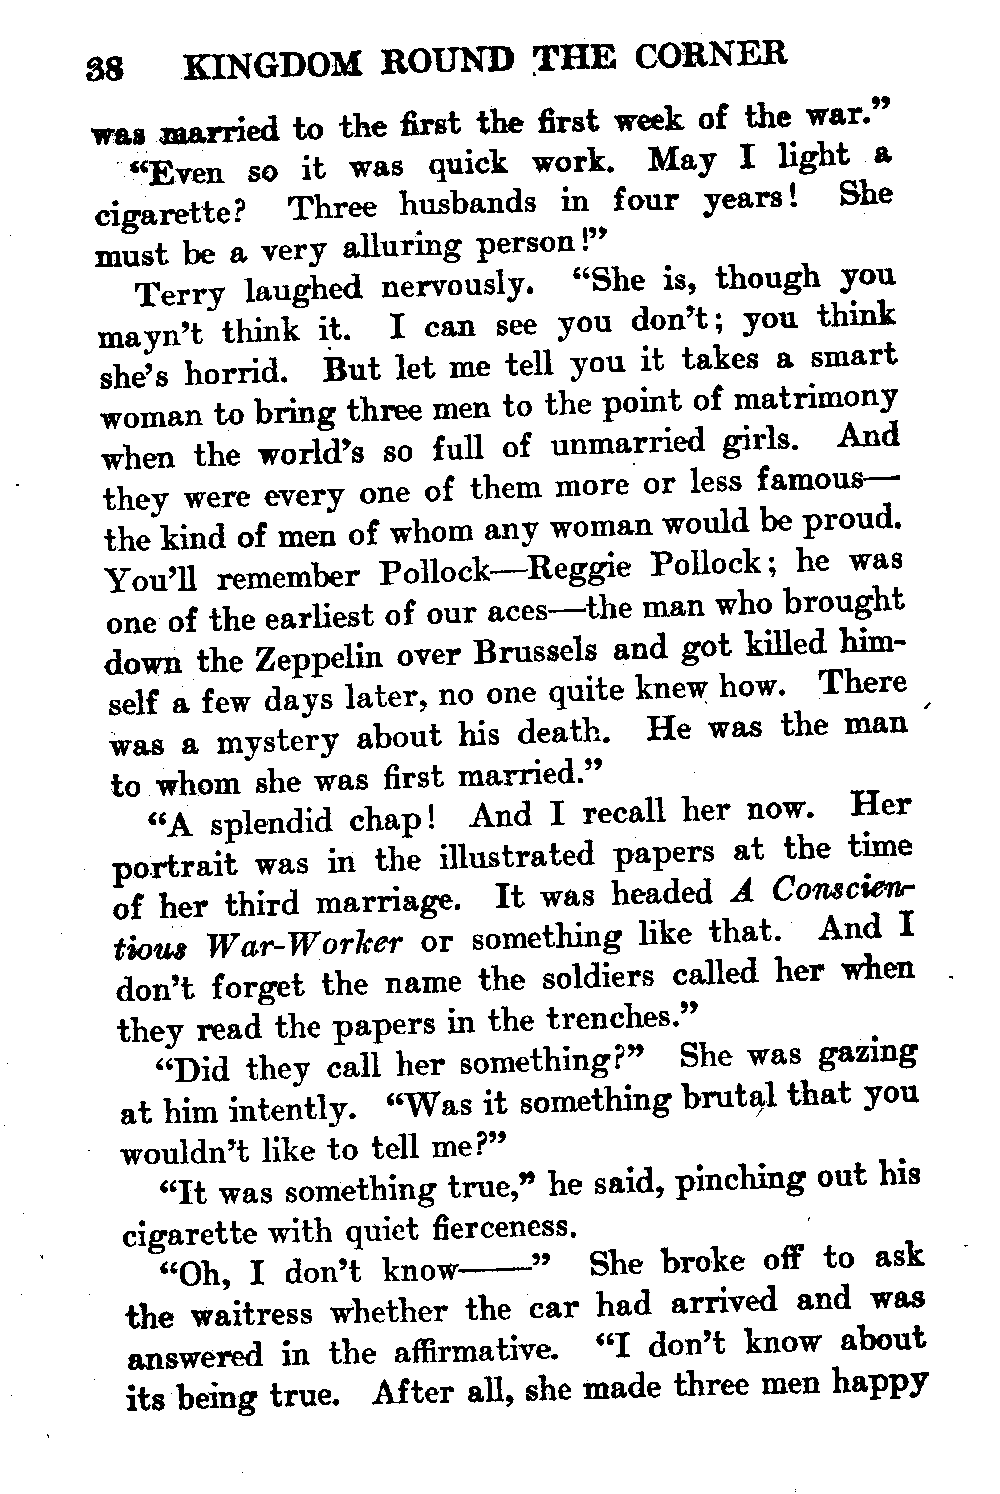 38 KINGDOM ROUND THE CORNER
was married to the first the first week of the war.”
“Even so it was quick work. May I light a
cigarette? Three husbands in four years! She
must be a very alluring person!”
Terry laughed nervously. “She is, though you
mayn’t think it. I can see you don’t; you think
she’s horrid. But let me tell you it takes a smart
woman to bring three men to the point of matrimony
when the world’s so full of unmarried girls. And
they were every one of them more or less famous—
the kind of men of whom any woman would be proud.
You’ll remember Pollock—Reggie Pollock; he was
one of the earliest of our aces—the man who brought
down the Zeppelin over Brussels and got killed him-
self a few days later, no one quite knew how. There
was a mystery about his death. He was the man
to whom she was first married.”
“A splendid chap! And I recall her now. Her
portrait was in the illustrated papers at the time
of her third marriage. It was headed A Conscien-
tious War-Worker or something like that. And I
don’t forget the name the soldiers called her when
they read the papers in the trenches.”
“Did they call her something?” She was gazing
at him intently. “Was it something brutal that you
wouldn’t like to tell me?”
“It was something true,” he said, pinching out his
cigarette with quiet fierceness.
“Oh, I don’t know——” She broke off to ask
the waitress whether the car had arrived and was
answered in the affirmative. “I don’t know about
its being true. After all, she made three men happy